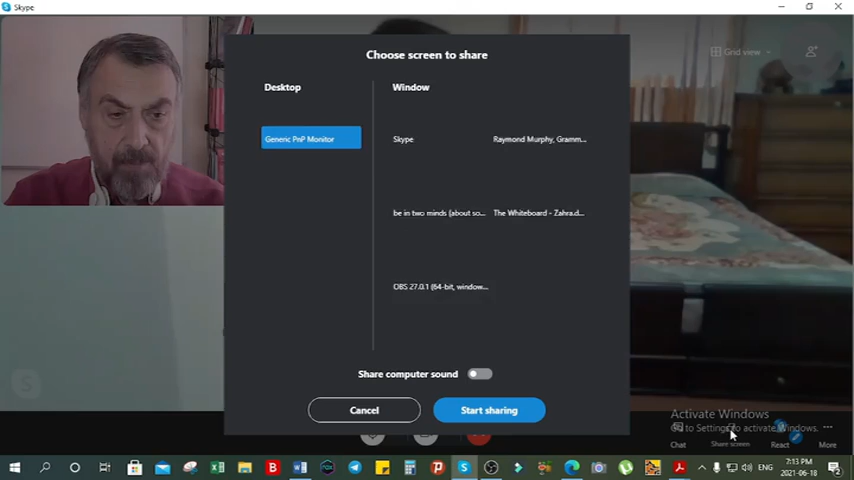 Skype
Choose screen to share
Grid view
Desktop
Window
Generic PnP Monitor
Skype
Raymond Murphy, Gramm...
be in two minds (about so...
The Whiteboard - Zahra.d...
OBS 27.0.1 (64-bit, window...
Share computer sound
Cancel
Start sharing
Activate Windows
Go to Settings to activate Windows.
Chat
Share screen
React
More
ENG
7:13 PM
2021-06-18